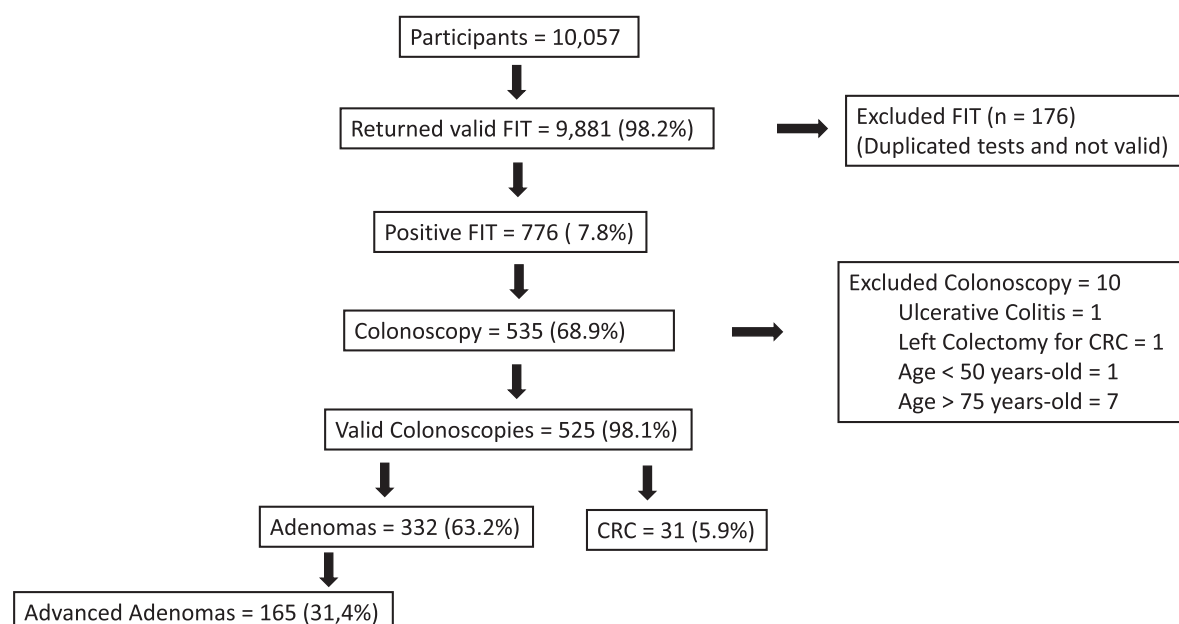 Participants = 10,057
Returned valid FIT = 9,881 (98.2%)
Excluded FIT (n = 176)
(Duplicated tests and not valid)
Positive FIT = 776 ( 7.8%)
Colonoscopy = 535 (68.9%)
Excluded Colonoscopy = 10
Ulcerative Colitis = 1
Left Colectomy for CRC = 1
Age < 50 years-old = 1
Age > 75 years-old = 7
Valid Colonoscopies = 525 (98.1%)
Adenomas = 332 (63.2%)
CRC = 31 (5.9%)
Advanced Adenomas = 165 (31,4%)